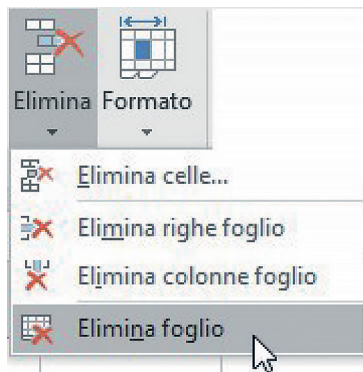 Elimina Formato
Elimina celle...
Elimina righe foglio
Elimina colonne foglio
Elimina foglio